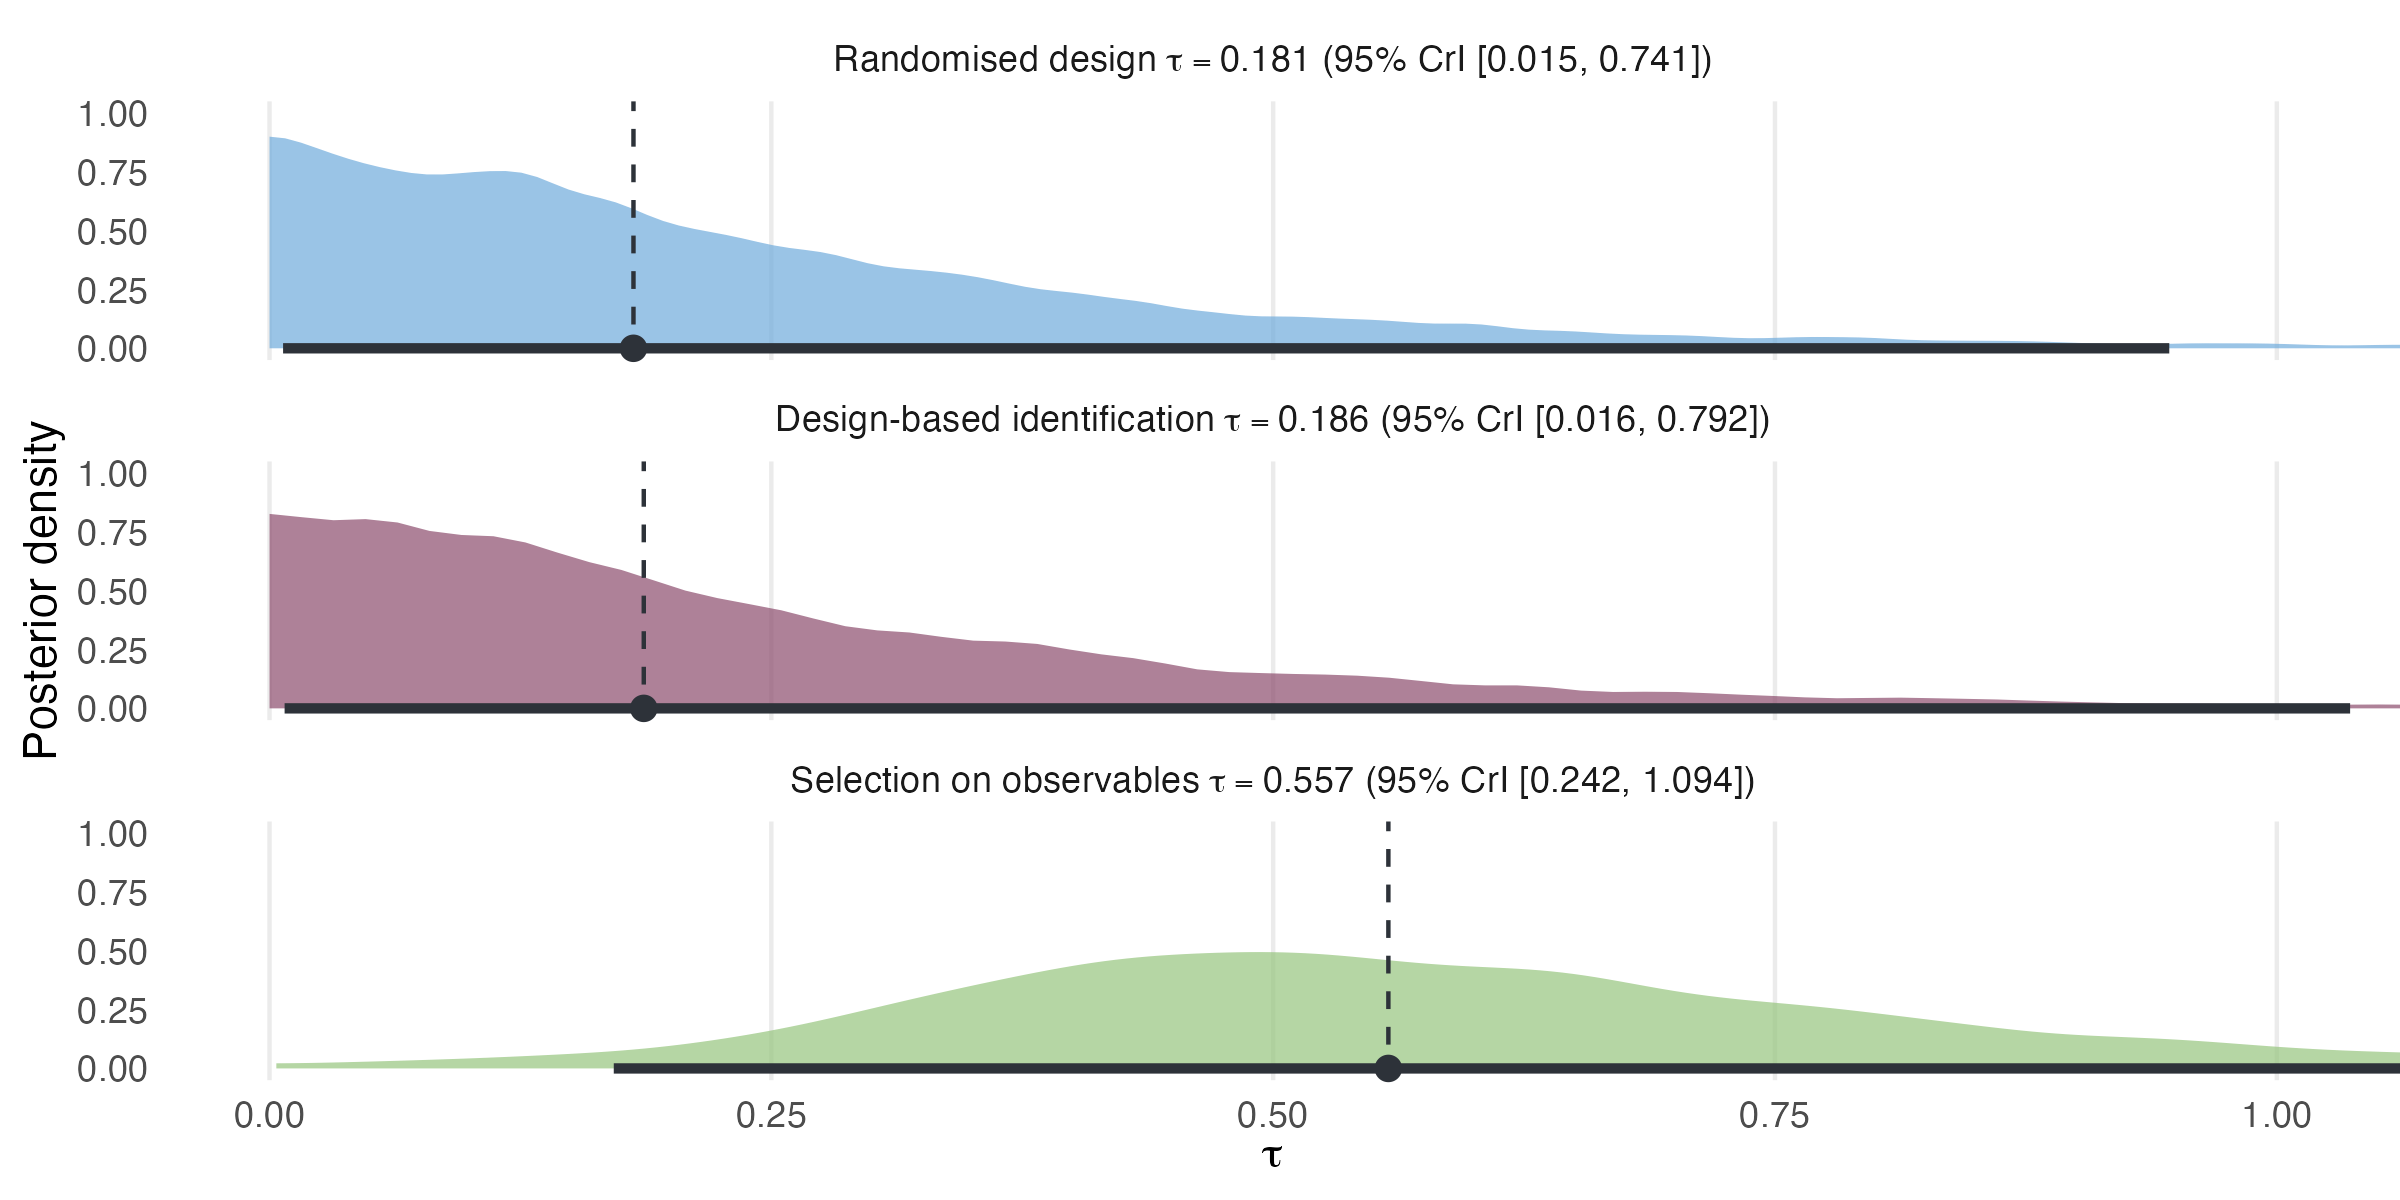 Randomised design τ = 0.181 (95% CrI [0.015, 0.741])
1.00
0.75
0.50
0.25
0.00
Design-based identification τ = 0.186 (95% CrI [0.016, 0.792])
1.00
0.75
0.50
0.25
0.00
Posterior density
Selection on observables τ = 0.557 (95% CrI [0.242, 1.094])
1.00
0.75
0.50
0.25
0.00
0.00 0.25 0.50 0.75 1.00
τ